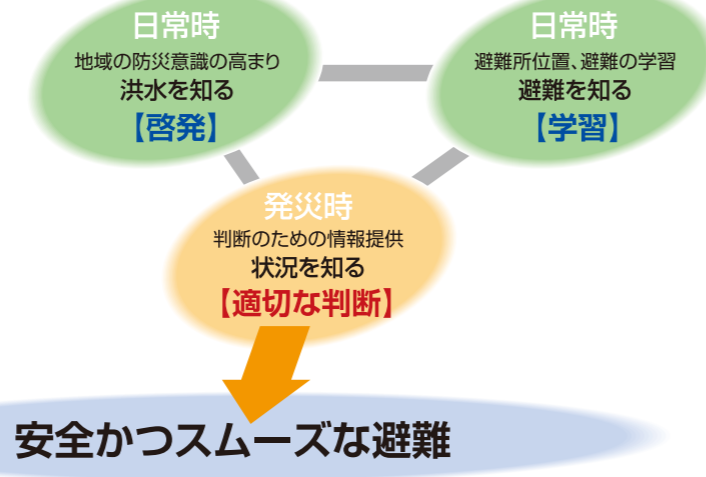 日常時
地域の防災意識の高まり
洪水を知る
【啓発】
日常時
避難所位置、避難の学習
避難を知る
【学習】
発災時
判断のための情報提供
状況を知る
【適切な判断】
安全かつスムーズな避難